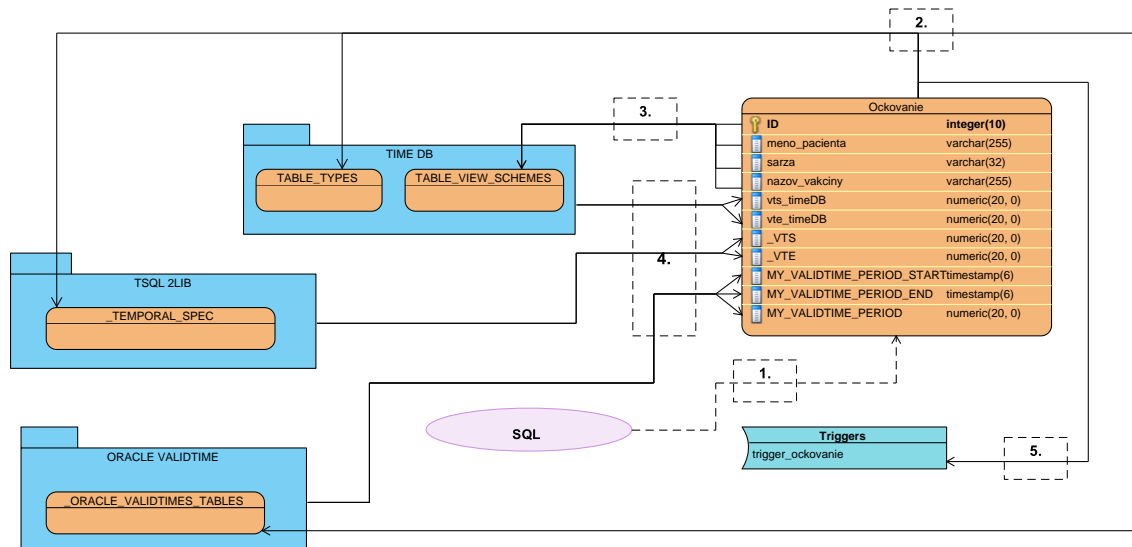 2.
3.
Ockovanie
ID integer(10)
meno_pacienta varchar(255)
sarza varchar(32)
nazov_vakciny varchar(255)
vts_timeDB numeric(20, 0)
vte_timeDB numeric(20, 0)
_VTS numeric(20, 0)
_VTE numeric(20, 0)
MY_VALIDTIME_PERIOD_START timestamp(6)
MY_VALIDTIME_PERIOD_END timestamp(6)
MY_VALIDTIME_PERIOD numeric(20, 0)
TIME DB
TABLE_TYPES
TABLE_VIEW_SCHEMES
4.
TSQL 2LIB
_TEMPORAL_SPEC
1.
SQL
Triggers
trigger_ockovanie
5.
ORACLE VALIDTIME
_ORACLE_VALIDTIMES_TABLES